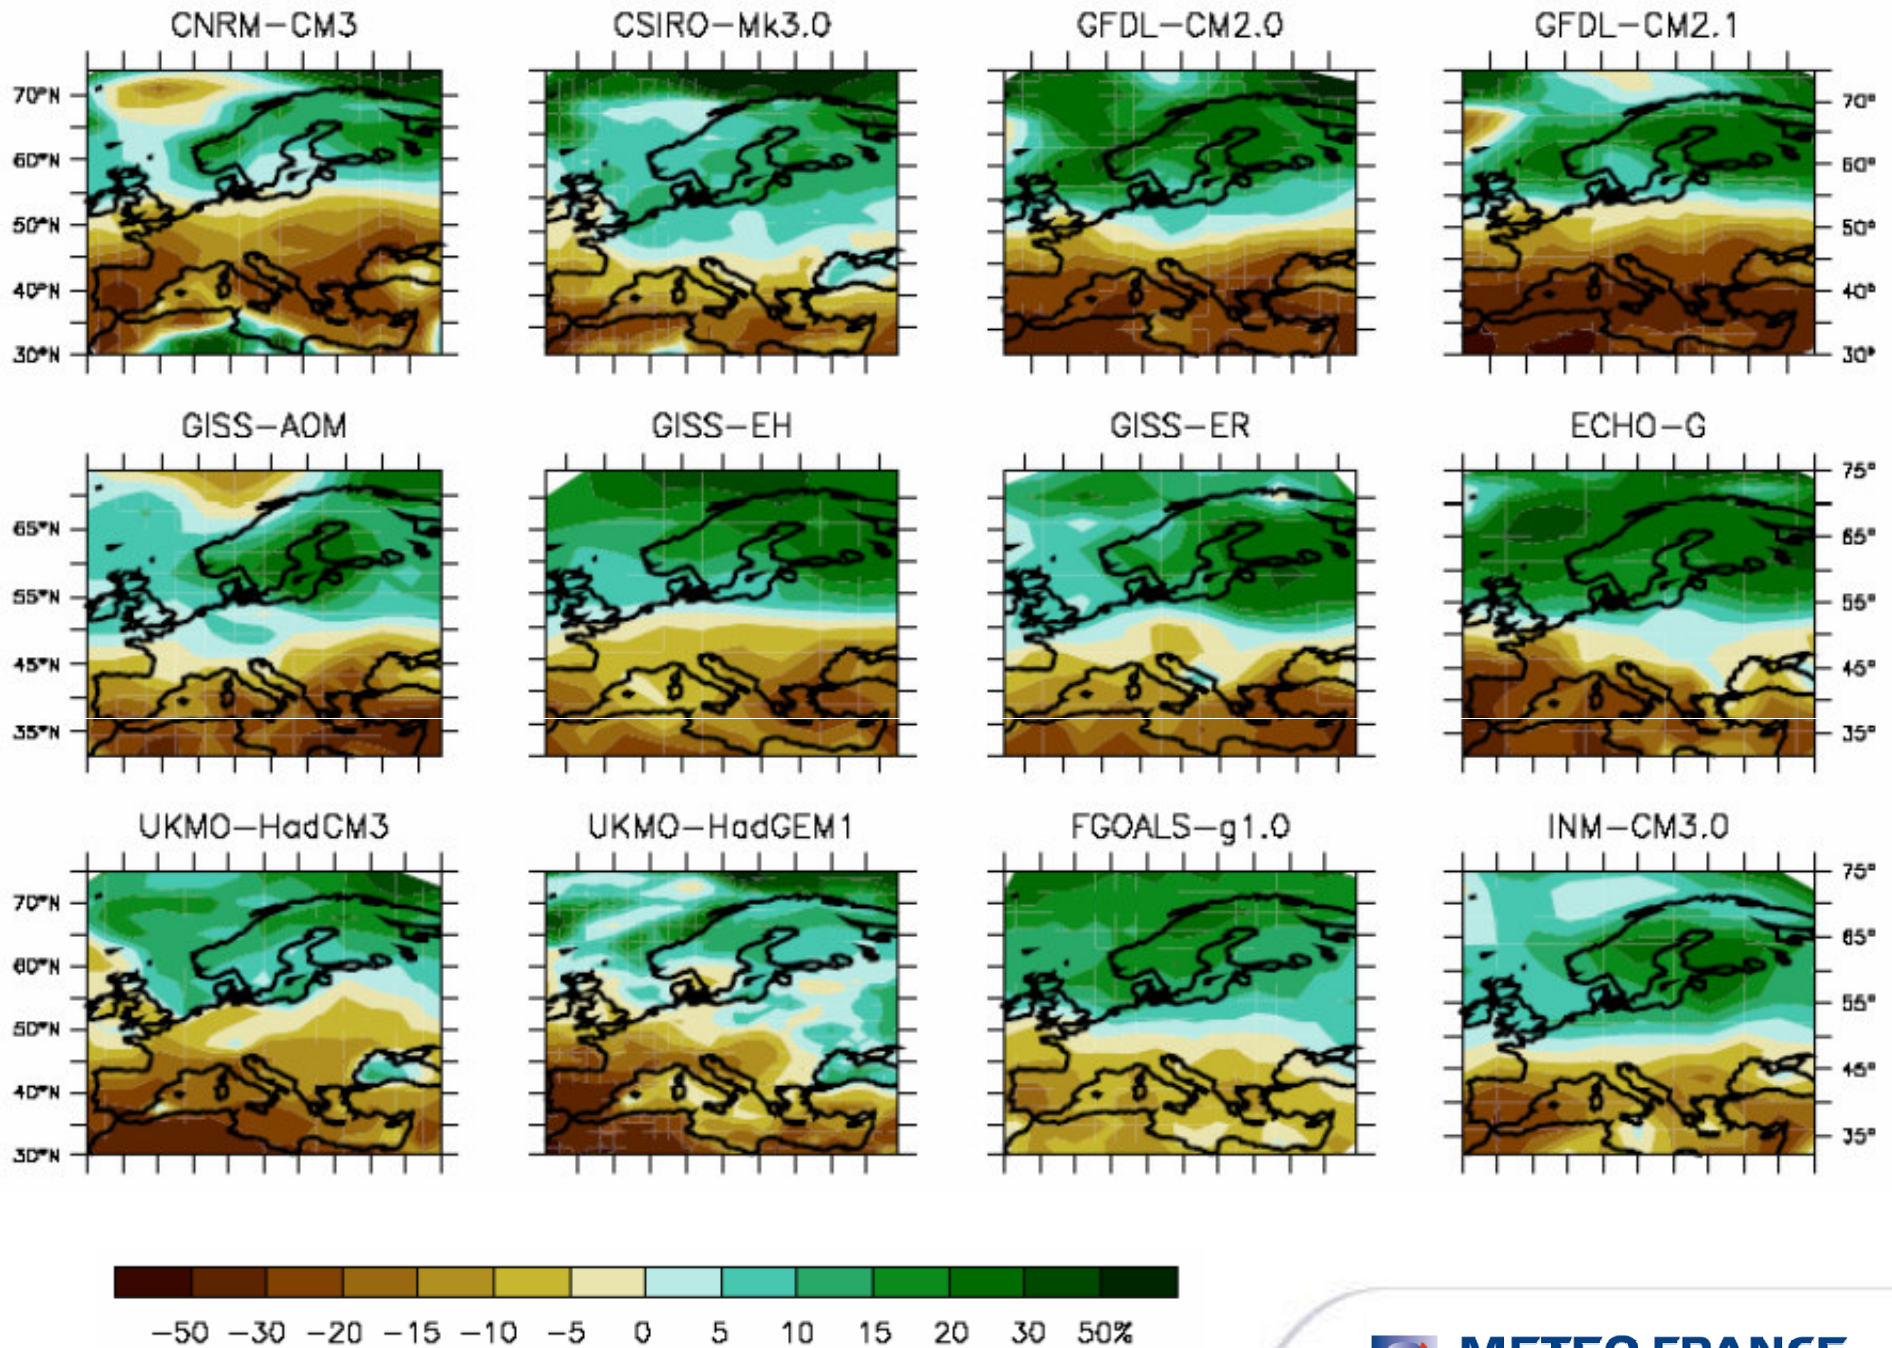 CNRM-CM3 CSIRO-Mk3.0 GFDL-CM2.0 GFDL-CM2.1
70°N 70°
60°N 60°
50°N 50°
40°N 40°
30°N 30°
GISS-AOM GISS-EH GISS-ER ECHO-G
75°
65°N 65°
55°N 55°
45°N 45°
35°N 35°
UKMO-HadCM3 UKMO-HadGEM1 FGOALS-g1.0 INM-CM3.0
75°
70°N 65°
60°N 55°
50°N 45°
40°N 35°
30°N
-50 -30 -20 -15 -10 -5 0 5 10 15 20 30 50%
METEO FRANCE